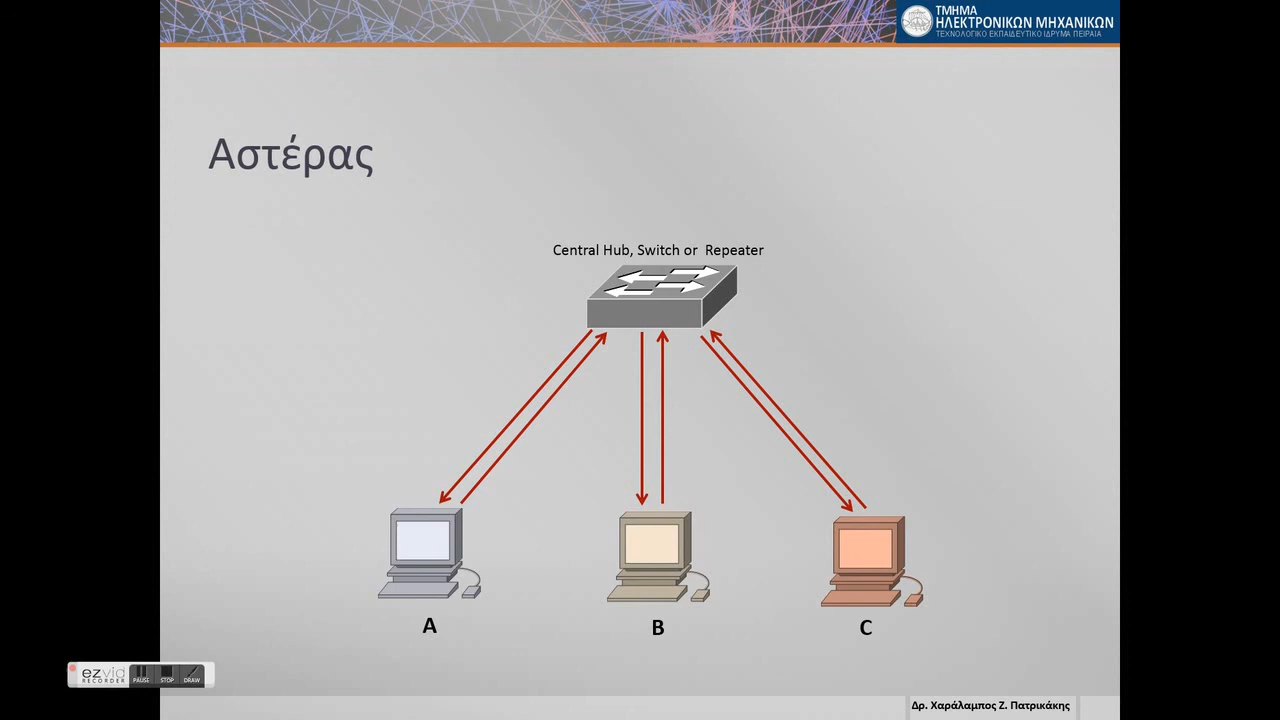 ΤΜΗΜΑ
ΗΛΕΚΤΡΟΝΙΚΩΝ ΜΗΧΑΝΙΚΩΝ
ΤΕΧΝΟΛΟΓΙΚΟ ΕΚΠΑΙΔΕΥΤΙΚΟ ΙΔΡΥΜΑ ΠΕΙΡΑΙΑ
Αστέρας
Central Hub, Switch or Repeater
A
B
C
ezvid
RECORDER
PAUSE
STOP
DRAW
Δρ. Χαράλαμπος Ζ. Πατρικάκης